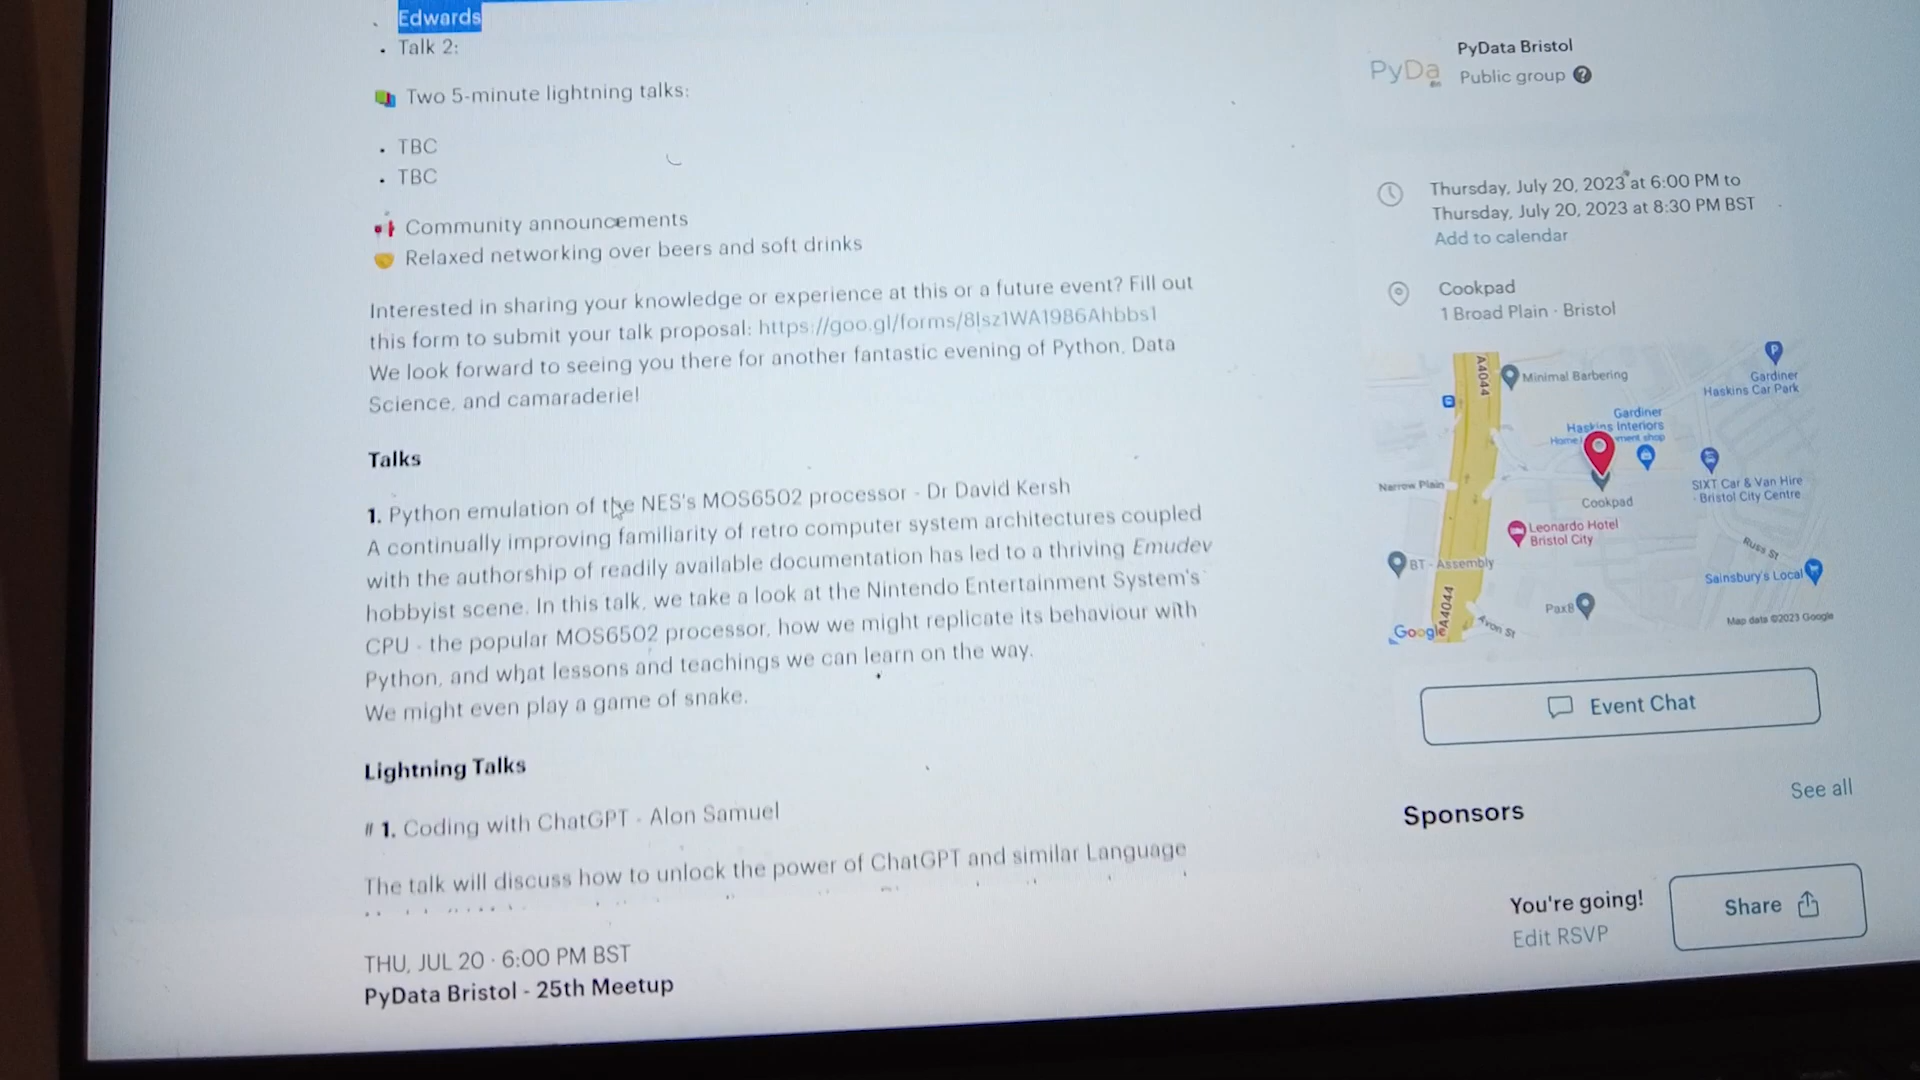 Edwards
Talk 2:
Two 5-minute lightning talks:
TBC
TBC
Community announcements
Relaxed networking over beers and soft drinks
Interested in sharing your knowledge or experience at this or a future event? Fill out
this form to submit your talk proposal: https://goo.gl/forms/8lsz1WA1986Ahbbs1
We look forward to seeing you there for another fantastic evening of Python, Data
Science, and camaraderie!
Talks
1. Python emulation of the NES's MOS6502 processor - Dr David Kersh
A continually improving familiarity of retro computer system architectures coupled
with the authorship of readily available documentation has led to a thriving Emudev
hobbyist scene. In this talk, we take a look at the Nintendo Entertainment System's
CPU - the popular MOS6502 processor, how we might replicate its behaviour with
Python, and what lessons and teachings we can learn on the way.
We might even play a game of snake.
Lightning Talks
# 1. Coding with ChatGPT - Alon Samuel
The talk will discuss how to unlock the power of ChatGPT and similar Language
THU, JUL 20 · 6:00 PM BST
PyData Bristol - 25th Meetup
PyDa
PyData Bristol
Public group ?
Thursday, July 20, 2023 at 6:00 PM to
Thursday, July 20, 2023 at 8:30 PM BST
Add to calendar
Cookpad
1 Broad Plain · Bristol
A4044
Minimal Barbering
P
Gardiner
Haskins Car Park
Gardiner
Haskins Interiors
Home
ment shop
Narrow Plain
Cookpad
SIXT Car & Van Hire
- Bristol City Centre
Leonardo Hotel
Bristol City
Russ St
BT - Assembly
Sainsbury's Local
A4044
Pax8
Avon St
Google
Map data ©2023 Google
Event Chat
Sponsors
See all
You're going!
Edit RSVP
Share